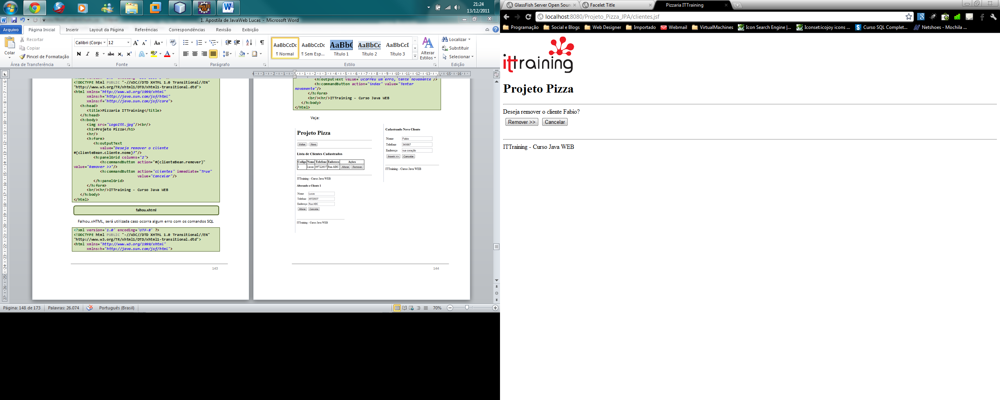 21:24
13/12/2011
1. Apostila de JavaWeb Lucas - Microsoft Word
Arquivo Página Inicial Inserir Layout da Página Referências Correspondências Revisão Exibição
Colar
Recortar
Copiar
Pincel de Formatação
Calibri (Corpo 12
N I S abc
¶ Normal ¶ Sem Esp... Título 1 Título 2 Título 3
Alterar Estilos
Localizar
Substituir
Selecionar
Área de Transferência Fonte Parágrafo Estilo Edição
<!DOCTYPE html PUBLIC "-//W3C//DTD XHTML 1.0 Transitional//EN"
"http://www.w3.org/TR/xhtml1/DTD/xhtml1-transitional.dtd">
<html xmlns="http://www.w3.org/1999/xhtml"
xmlns:h="http://java.sun.com/jsf/html"
xmlns:f="http://java.sun.com/jsf/core">
<h:head>
<title>Pizzaria ITTraining</title>
</h:head>
<h:body>
<img src="LogoItt.jpg"/><br/>
<h1>Projeto Pizza</h1>
<hr/>
<h:form>
<h:outputText
value="Deseja remover o cliente
#{clienteBean.cliente.nome}?"/>
<h:panelGrid columns="2">
<h:commandButton action="#{clienteBean.remover}"
value="Remover >>"/>
<h:commandButton action="clientes" immediate="True"
value="Cancelar"/>
</h:panelGrid>
</h:form>
<br/><hr/>ITTraining - Curso Java WEB
</h:body>
</html>
falhou.xhtml
Falhou.xHTML, será utilizada caso ocorra algum erro com os comandos SQL
<?xml version='1.0' encoding='UTF-8' ?>
<!DOCTYPE html PUBLIC "-//W3C//DTD XHTML 1.0 Transitional//EN"
"http://www.w3.org/TR/xhtml1/DTD/xhtml1-transitional.dtd">
<html xmlns="http://www.w3.org/1999/xhtml"
xmlns:h="http://java.sun.com/jsf/html">
143
<h:outputText value="Ocorreu um erro, tente novamente"/>
<h:commandButton action="index" value="Tentar
novamente"/>
</h:form>
<br/><hr/>ITTraining - Curso Java WEB
</h:body>
</html>
Veja:
Projeto Pizza
Voltar | Novo
Lista de Clientes Cadastrados
Codigo Nome Telefone Endereco Ações
1 Lucas 49722637 Rua ABC Alterar Remover
ITTraining - Curso Java WEB
Alterando o Cliente 1
Nome Lucas
Telefone 49722637
Endereço Rua ABC
Alterar Cancelar
ITTraining - Curso Java WEB
Cadastrando Novo Cliente
Nome Fabio
Telefone 345667
Endereço rua coração
Inserir >> Cancelar
ITTraining - Curso Java WEB
144
Página: 148 de 173 Palavras: 26.074 Português (Brasil) 70%
GlassFish Server Open Sour Facelet Title Pizzaria ITTraining
localhost:8080/Projeto_Pizza_JPA/clientes.jsf
Programação Social e Blogs Web Designer Importado Webmail VirtualMachines Icon Search Engine |... Iconset:icojoy icons ... Curso SQL Complet... Netshoes - Mochila ...
ittraining
Projeto Pizza
Deseja remover o cliente Fabio?
Remover >> Cancelar
ITTraining - Curso Java WEB